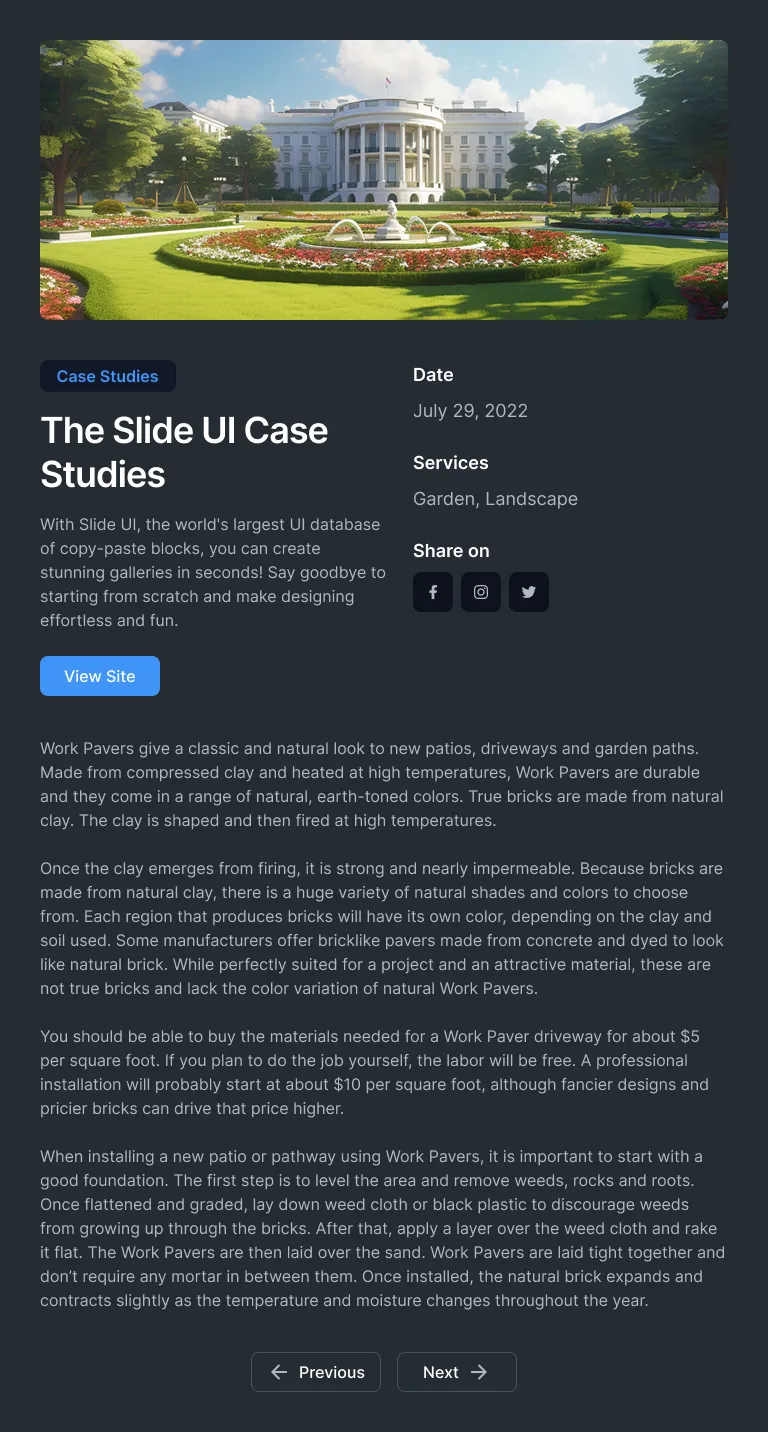 Case Studies
The Slide UI Case
Studies
With Slide UI, the world's largest UI database
of copy-paste blocks, you can create
stunning galleries in seconds! Say goodbye to
starting from scratch and make designing
effortless and fun.
View Site
Date
July 29, 2022
Services
Garden, Landscape
Share on
Work Pavers give a classic and natural look to new patios, driveways and garden paths.
Made from compressed clay and heated at high temperatures, Work Pavers are durable
and they come in a range of natural, earth-toned colors. True bricks are made from natural
clay. The clay is shaped and then fired at high temperatures.
Once the clay emerges from firing, it is strong and nearly impermeable. Because bricks are
made from natural clay, there is a huge variety of natural shades and colors to choose
from. Each region that produces bricks will have its own color, depending on the clay and
soil used. Some manufacturers offer bricklike pavers made from concrete and dyed to look
like natural brick. While perfectly suited for a project and an attractive material, these are
not true bricks and lack the color variation of natural Work Pavers.
You should be able to buy the materials needed for a Work Paver driveway for about $5
per square foot. If you plan to do the job yourself, the labor will be free. A professional
installation will probably start at about $10 per square foot, although fancier designs and
pricier bricks can drive that price higher.
When installing a new patio or pathway using Work Pavers, it is important to start with a
good foundation. The first step is to level the area and remove weeds, rocks and roots.
Once flattened and graded, lay down weed cloth or black plastic to discourage weeds
from growing up through the bricks. After that, apply a layer over the weed cloth and rake
it flat. The Work Pavers are then laid over the sand. Work Pavers are laid tight together and
don’t require any mortar in between them. Once installed, the natural brick expands and
contracts slightly as the temperature and moisture changes throughout the year.
Previous
Next